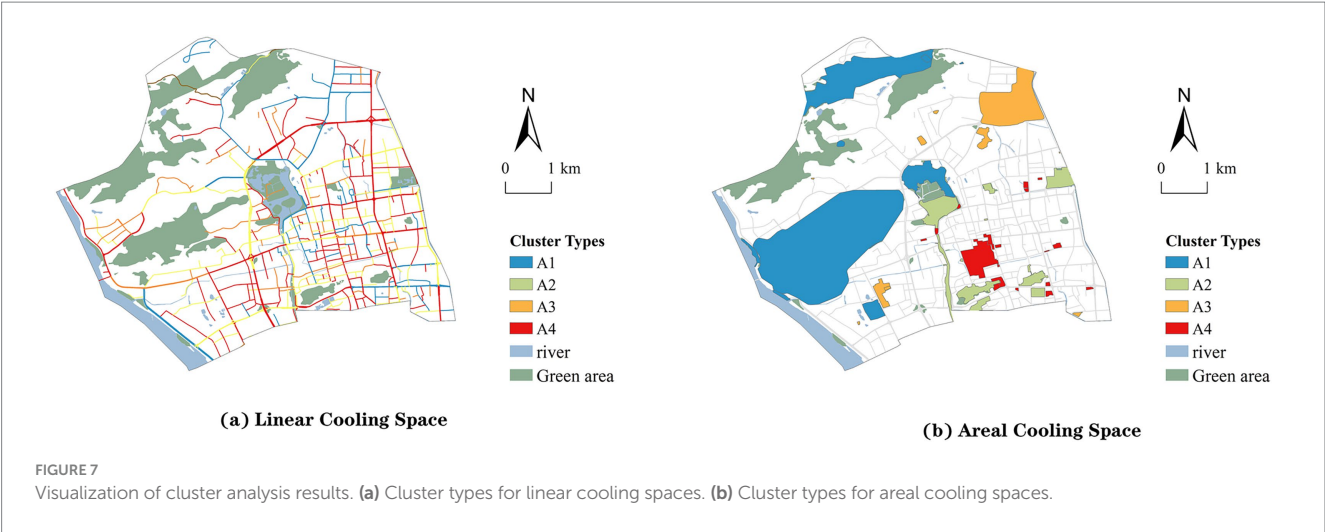 N
0 1 km
Cluster Types
A1
A2
A3
A4
river
Green area
(a) Linear Cooling Space
N
0 1 km
Cluster Types
A1
A2
A3
A4
river
Green area
(b) Areal Cooling Space
FIGURE 7
Visualization of cluster analysis results. (a) Cluster types for linear cooling spaces. (b) Cluster types for areal cooling spaces.